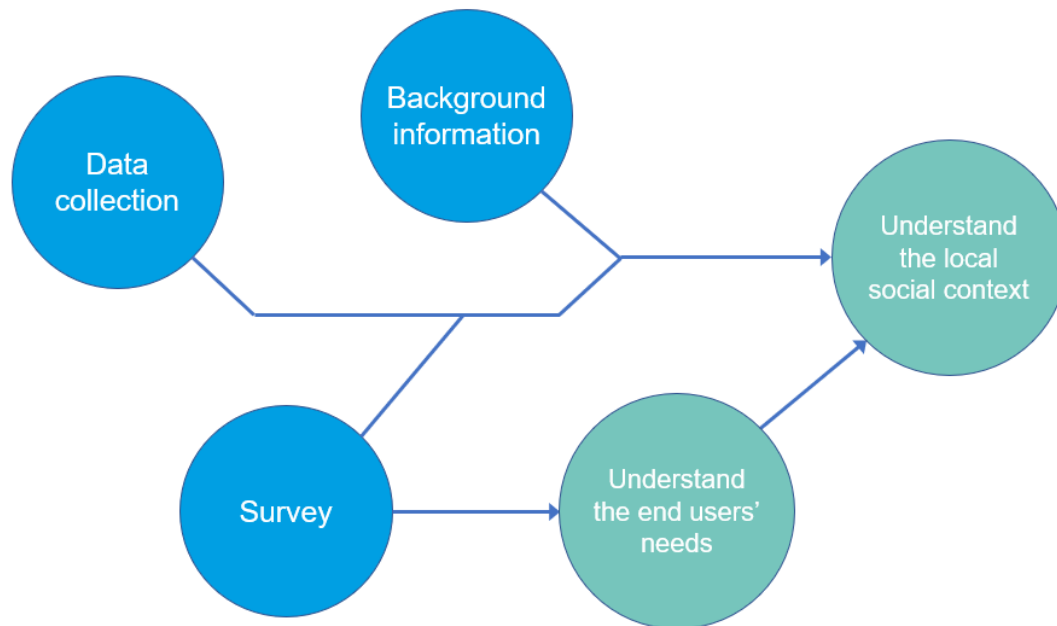 Background
information
Data
collection
Understand
the local
social context
Survey
Understand
the end users’
needs